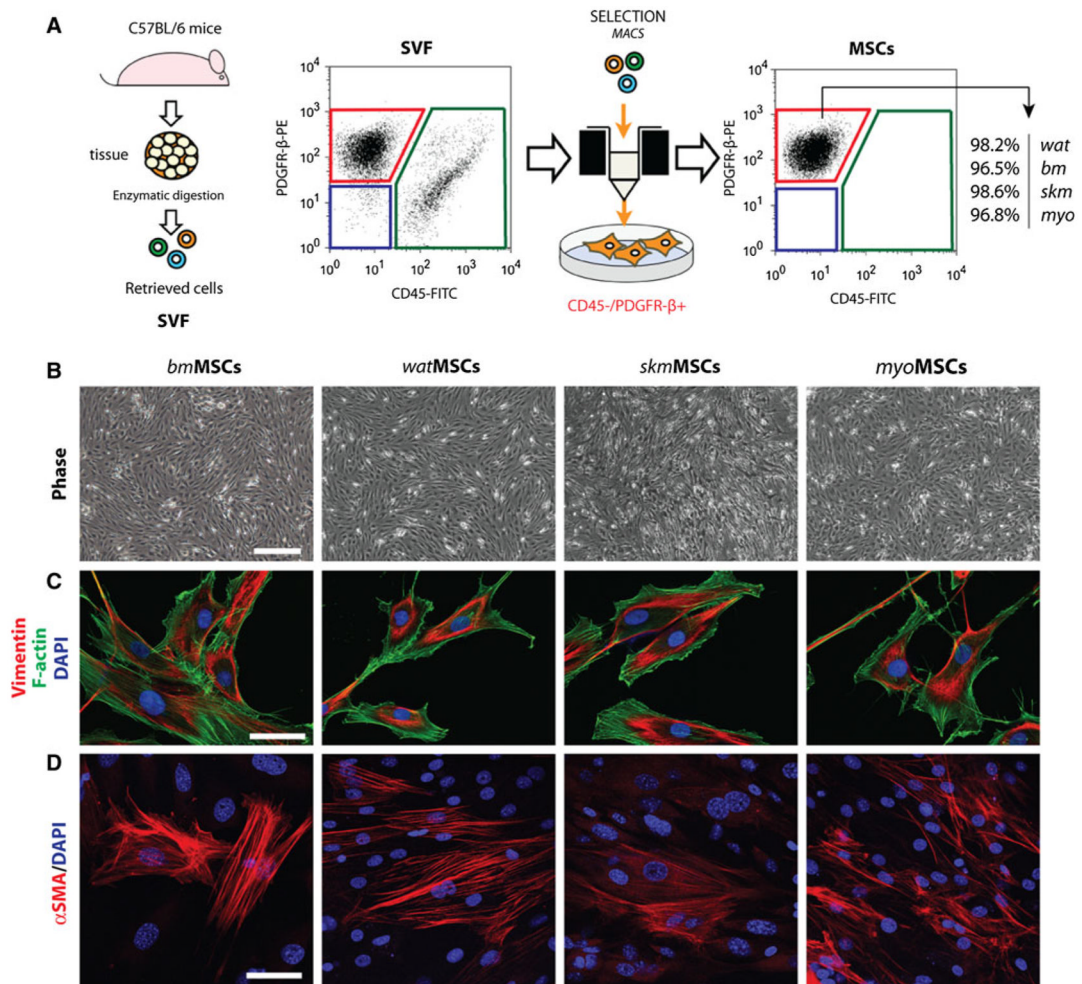 A
C57BL/6 mice
tissue
Enzymatic digestion
Retrieved cells
SVF
SVF
PDGFR-β-PE
10⁴
10³
10²
10¹
10⁰
10⁰ 10¹ 10² 10³ 10⁴
CD45-FITC
SELECTION
MACS
CD45-/PDGFR-β+
MSCs
PDGFR-β-PE
10⁴
10³
10²
10¹
10⁰
10⁰ 10¹ 10² 10³ 10⁴
CD45-FITC
98.2% wat
96.5% bm
98.6% skm
96.8% myo
B
bmMSCs watMSCs skmMSCs myoMSCs
Phase
C
Vimentin
F-actin
DAPI
D
αSMA/DAPI